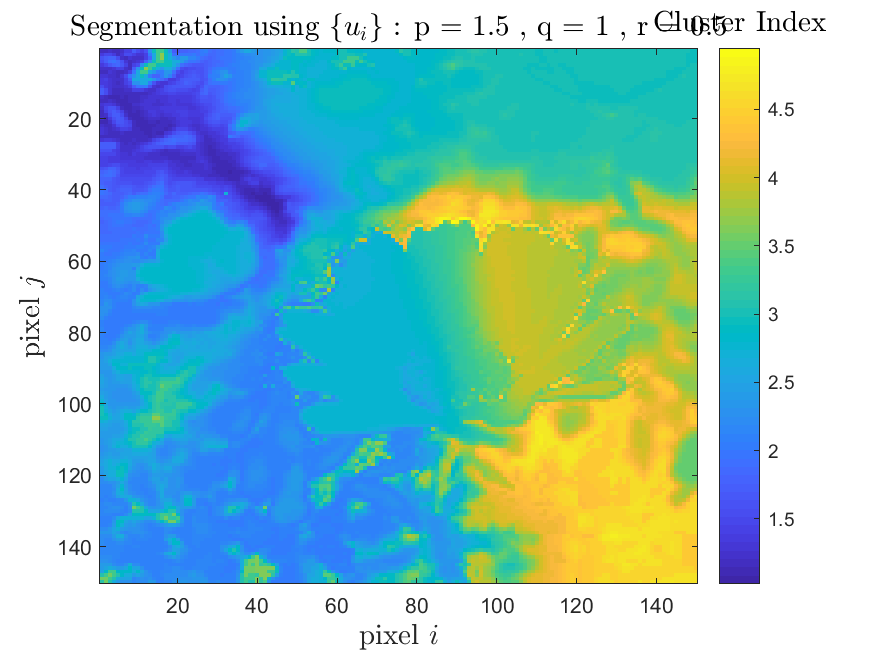 Segmentation using {u_i} : p = 1.5 , q = 1 , r = 0.5
Cluster Index
20
40
60
80
100
120
140
pixel j
20 40 60 80 100 120 140
pixel i
4.5
4
3.5
3
2.5
2
1.5